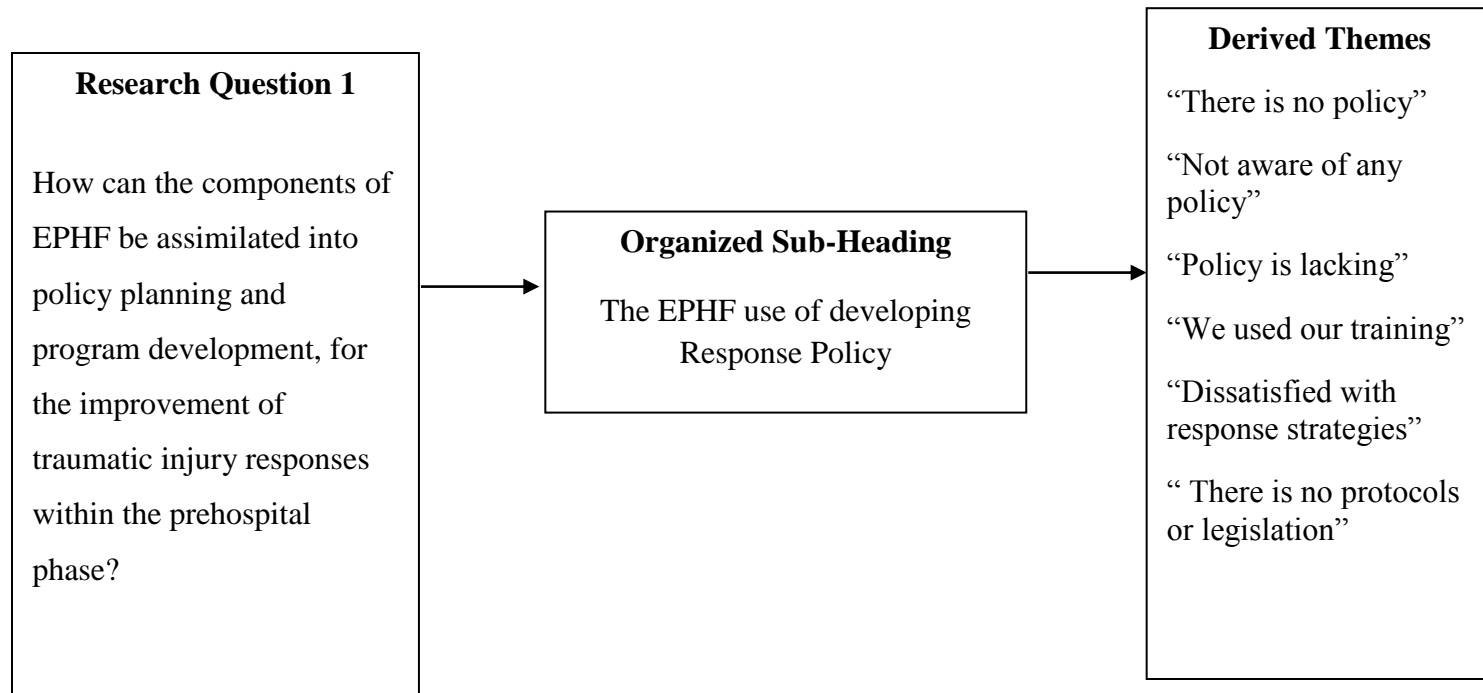 Research Question 1
How can the components of
EPHF be assimilated into
policy planning and
program development, for
the improvement of
traumatic injury responses
within the prehospital
phase?
Organized Sub-Heading
The EPHF use of developing
Response Policy
Derived Themes
“There is no policy”
“Not aware of any
policy”
“Policy is lacking”
“We used our training”
“Dissatisfied with
response strategies”
“ There is no protocols
or legislation”